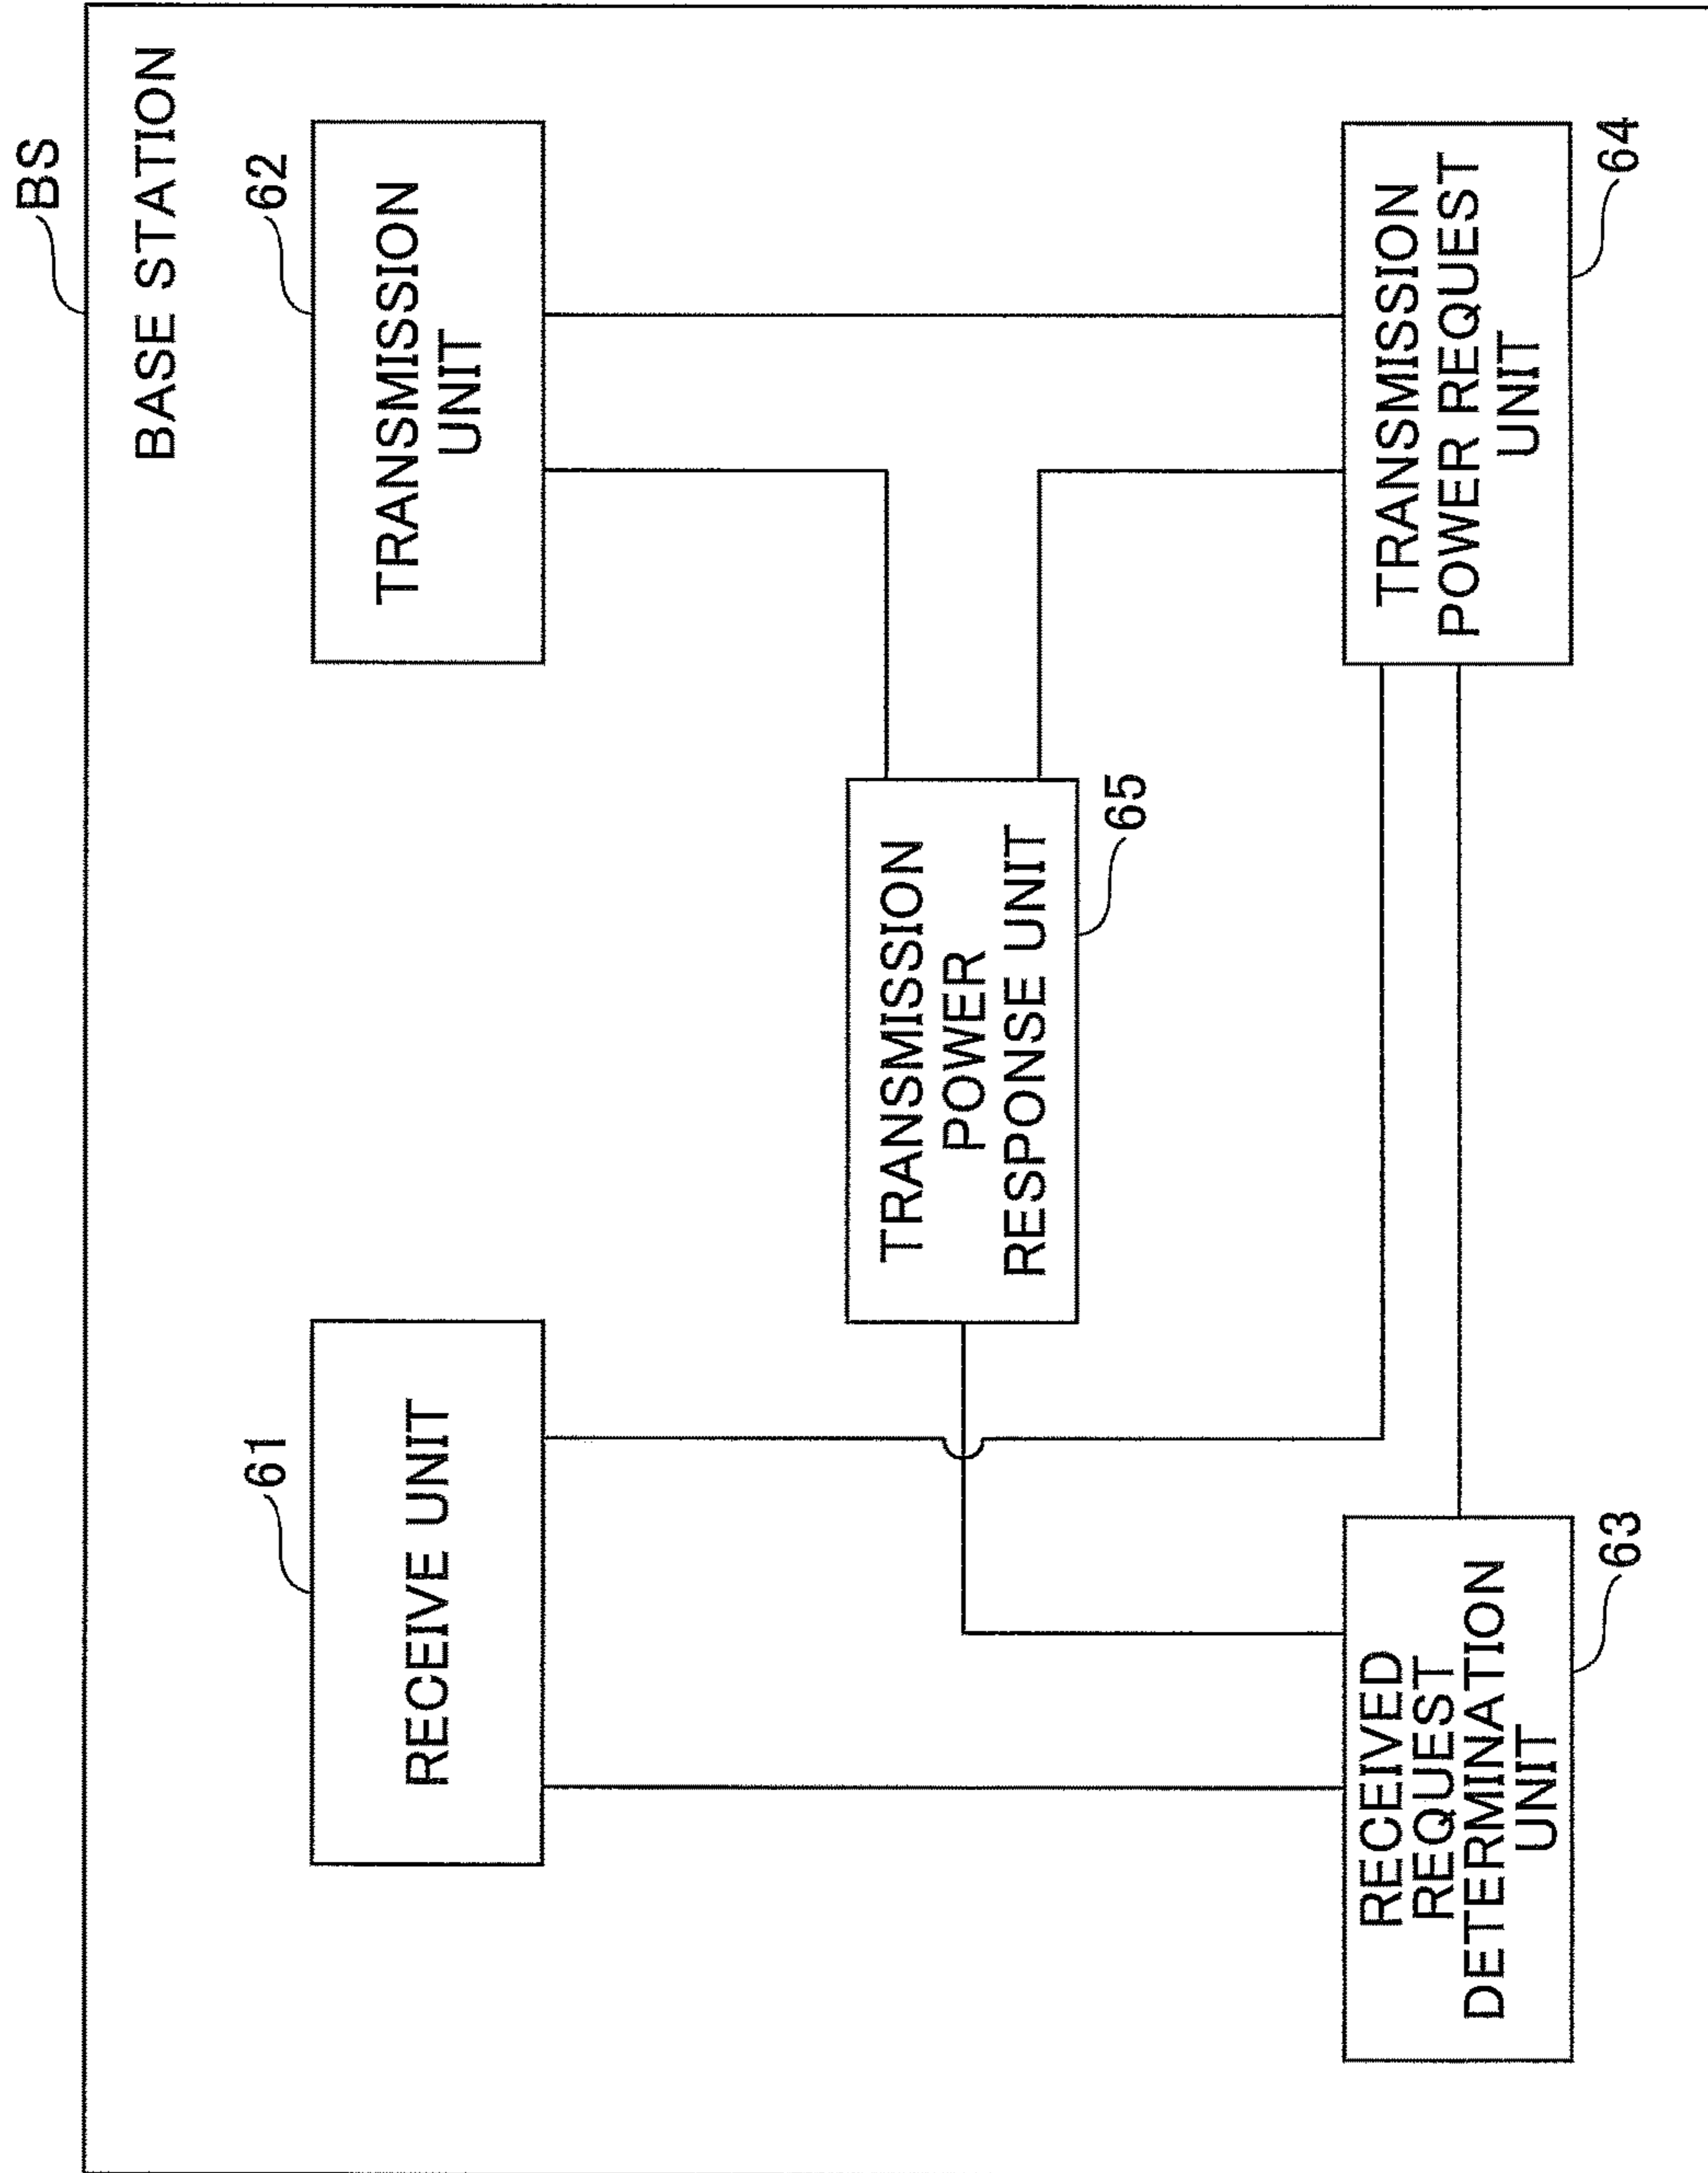 BS
BASE STATION
61
RECEIVE UNIT
62
TRANSMISSION
UNIT
TRANSMISSION
POWER
RESPONSE UNIT
65
RECEIVED
REQUEST
DETERMINATION
UNIT
63
TRANSMISSION
POWER REQUEST
UNIT
64